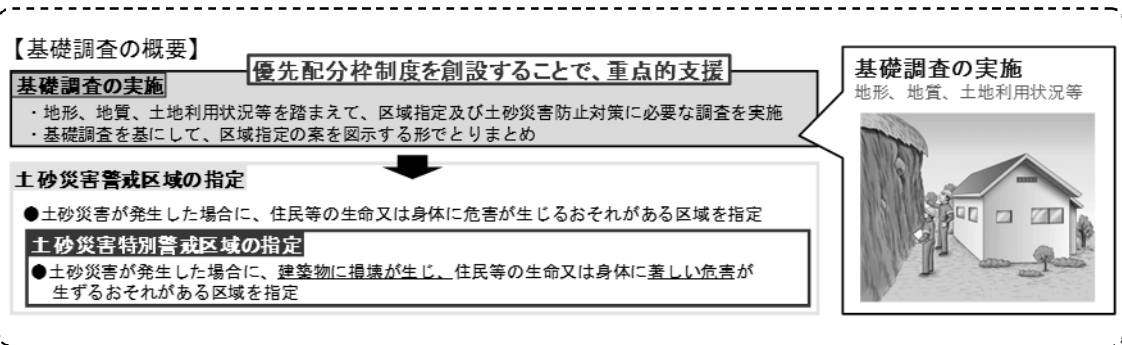 【基礎調査の概要】
優先配分枠制度を創設することで、重点的支援
基礎調査の実施
・地形、地質、土地利用状況等を踏まえて、区域指定及び土砂災害防止対策に必要な調査を実施
・基礎調査を基にして、区域指定の案を図示する形でとりまとめ
土砂災害警戒区域の指定
●土砂災害が発生した場合に、住民等の生命又は身体に危害が生じるおそれがある区域を指定
土砂災害特別警戒区域の指定
●土砂災害が発生した場合に、建築物に損壊が生じ、住民等の生命又は身体に著しい危害が
生ずるおそれがある区域を指定
基礎調査の実施
地形、地質、土地利用状況等